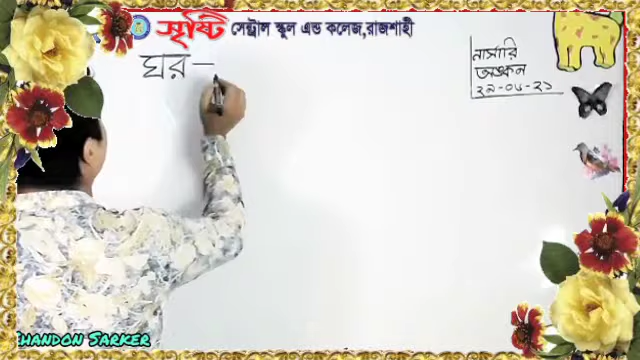 সৃষ্টি সেন্ট্রাল স্কুল এন্ড কলেজ,রাজশাহী
ঘর –
নার্সারি
অঙ্কন
২৯-০৬-২১
CHANDON SARKER